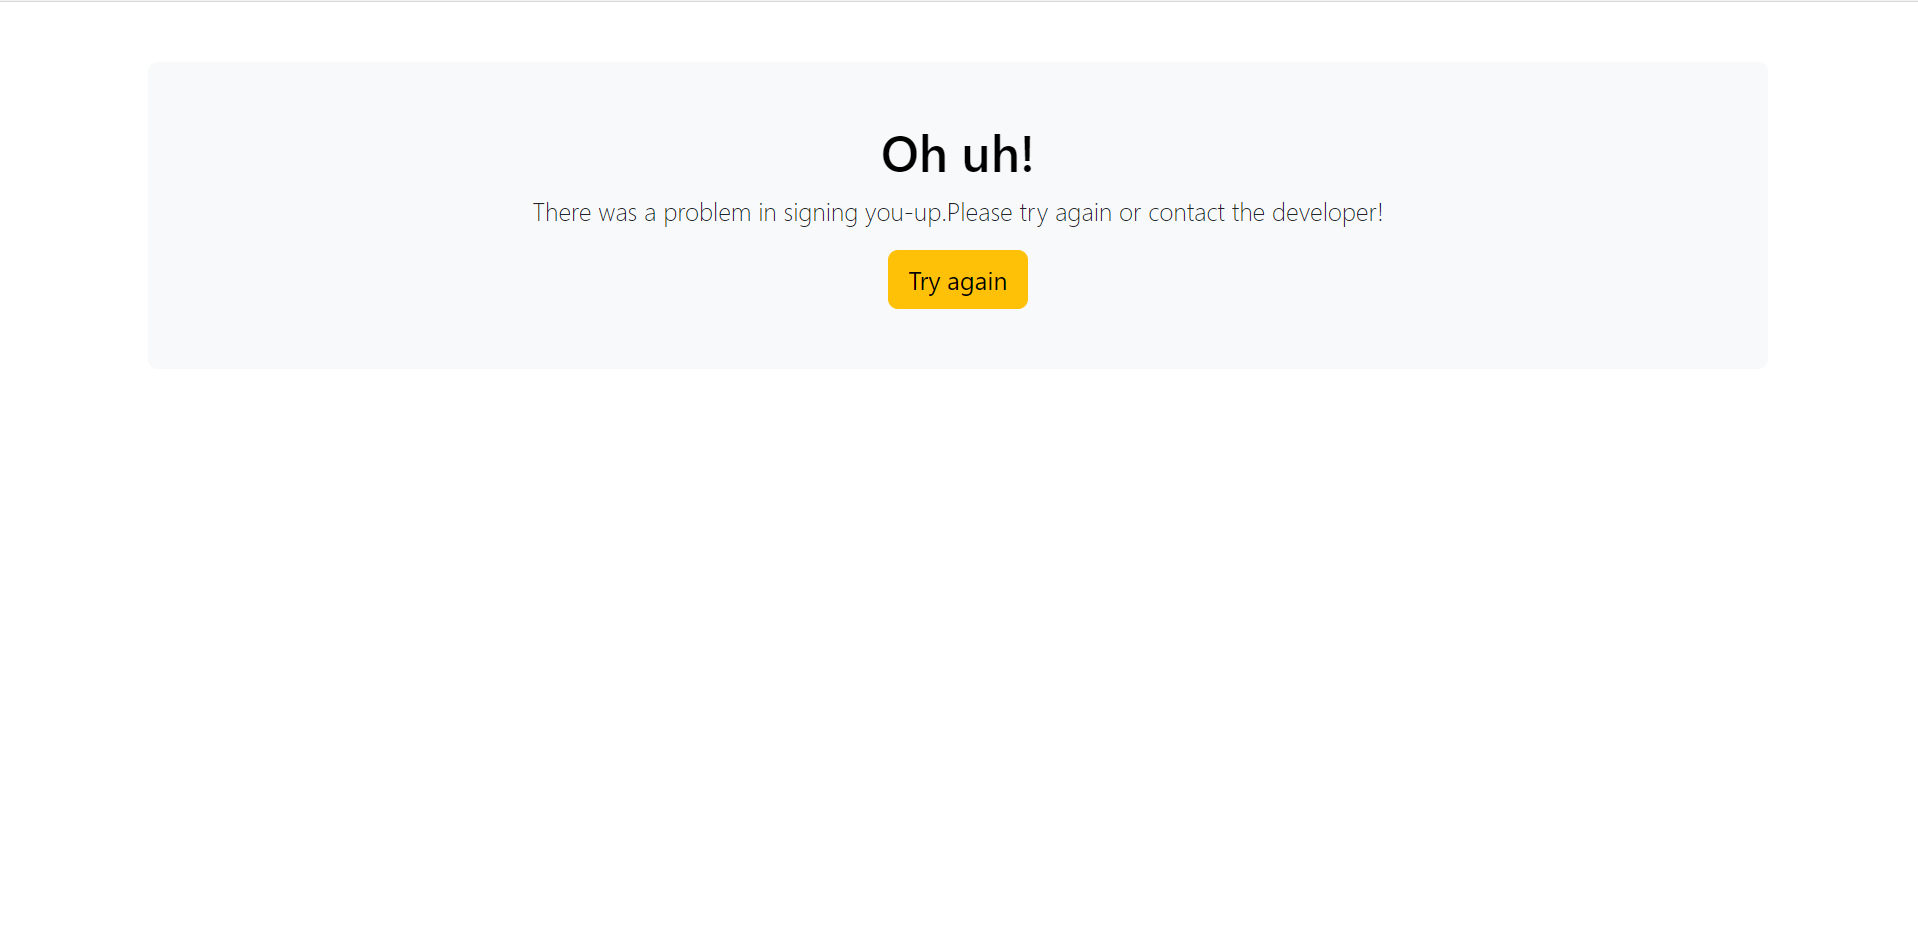 Oh uh!
There was a problem in signing you-up.Please try again or contact the developer!
Try again